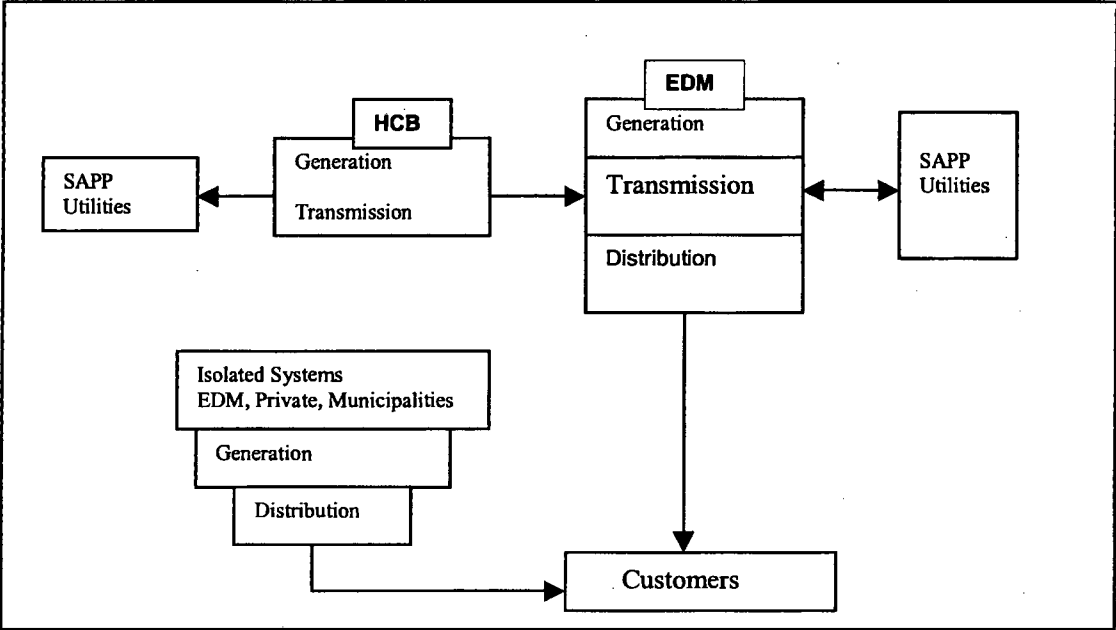 EDM
Generation
Transmission
Distribution
HCB
Generation
Transmission
SAPP
Utilities
SAPP
Utilities
Isolated Systems
EDM, Private, Municipalities
Generation
Distribution
Customers